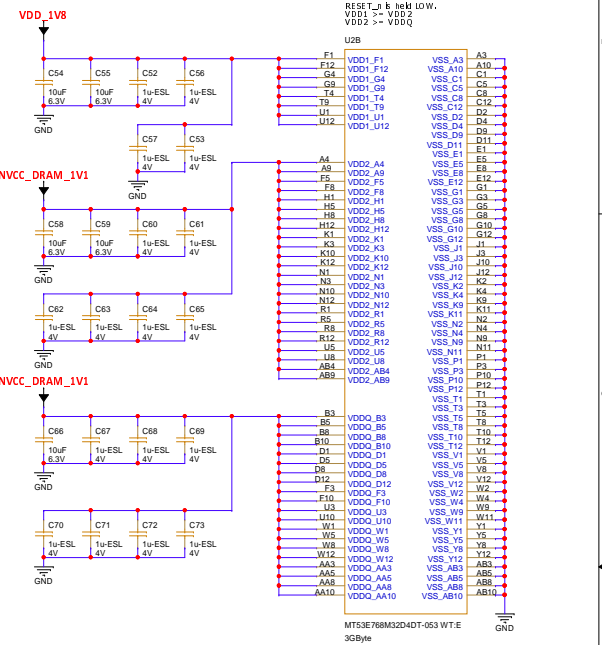 RESET_n is held LOW.
VDD1 >= VDD2
VDD2 >= VDDQ
VDD_1V8
C54 C55 C52 C56
10uF 10uF 1u-ESL 1u-ESL
6.3V 6.3V 4V 4V
GND
C57 C53
1u-ESL 1u-ESL
4V 4V
GND
NVCC_DRAM_1V1
C58 C59 C60 C61
10uF 10uF 1u-ESL 1u-ESL
6.3V 6.3V 4V 4V
GND
C62 C63 C64 C65
1u-ESL 1u-ESL 1u-ESL 1u-ESL
4V 4V 4V 4V
GND
NVCC_DRAM_1V1
C66 C67 C68 C69
10uF 1u-ESL 1u-ESL 1u-ESL
6.3V 4V 4V 4V
GND
C70 C71 C72 C73
1u-ESL 1u-ESL 1u-ESL 1u-ESL
4V 4V 4V 4V
GND
U2B
F1 VDD1_F1
F12 VDD1_F12
G4 VDD1_G4
G9 VDD1_G9
T4 VDD1_T4
T9 VDD1_T9
U1 VDD1_U1
U12 VDD1_U12
A4 VDD2_A4
A9 VDD2_A9
F5 VDD2_F5
F8 VDD2_F8
H1 VDD2_H1
H5 VDD2_H5
H8 VDD2_H8
H12 VDD2_H12
K1 VDD2_K1
K3 VDD2_K3
K10 VDD2_K10
K12 VDD2_K12
N1 VDD2_N1
N3 VDD2_N3
N10 VDD2_N10
N12 VDD2_N12
R1 VDD2_R1
R5 VDD2_R5
R8 VDD2_R8
R12 VDD2_R12
U5 VDD2_U5
U8 VDD2_U8
AB4 VDD2_AB4
AB9 VDD2_AB9
B3 VDDQ_B3
B5 VDDQ_B5
B8 VDDQ_B8
B10 VDDQ_B10
D1 VDDQ_D1
D5 VDDQ_D5
D8 VDDQ_D8
D12 VDDQ_D12
F3 VDDQ_F3
F10 VDDQ_F10
U3 VDDQ_U3
U10 VDDQ_U10
W1 VDDQ_W1
W5 VDDQ_W5
W8 VDDQ_W8
W12 VDDQ_W12
AA3 VDDQ_AA3
AA5 VDDQ_AA5
AA8 VDDQ_AA8
AA10 VDDQ_AA10
VSS_A3 A3
VSS_A10 A10
VSS_C1 C1
VSS_C5 C5
VSS_C8 C8
VSS_C12 C12
VSS_D2 D2
VSS_D4 D4
VSS_D9 D9
VSS_D11 D11
VSS_E1 E1
VSS_E5 E5
VSS_E8 E8
VSS_E12 E12
VSS_G1 G1
VSS_G3 G3
VSS_G5 G5
VSS_G8 G8
VSS_G10 G10
VSS_G12 G12
VSS_J1 J1
VSS_J3 J3
VSS_J10 J10
VSS_J12 J12
VSS_K2 K2
VSS_K4 K4
VSS_K9 K9
VSS_K11 K11
VSS_N2 N2
VSS_N4 N4
VSS_N9 N9
VSS_N11 N11
VSS_P1 P1
VSS_P3 P3
VSS_P10 P10
VSS_P12 P12
VSS_T1 T1
VSS_T3 T3
VSS_T5 T5
VSS_T8 T8
VSS_T10 T10
VSS_T12 T12
VSS_V1 V1
VSS_V5 V5
VSS_V8 V8
VSS_V12 V12
VSS_W2 W2
VSS_W4 W4
VSS_W9 W9
VSS_W11 W11
VSS_Y1 Y1
VSS_Y5 Y5
VSS_Y8 Y8
VSS_Y12 Y12
VSS_AB3 AB3
VSS_AB5 AB5
VSS_AB8 AB8
VSS_AB10 AB10
GND
MT53E768M32D4DT-053 WT:E
3GByte